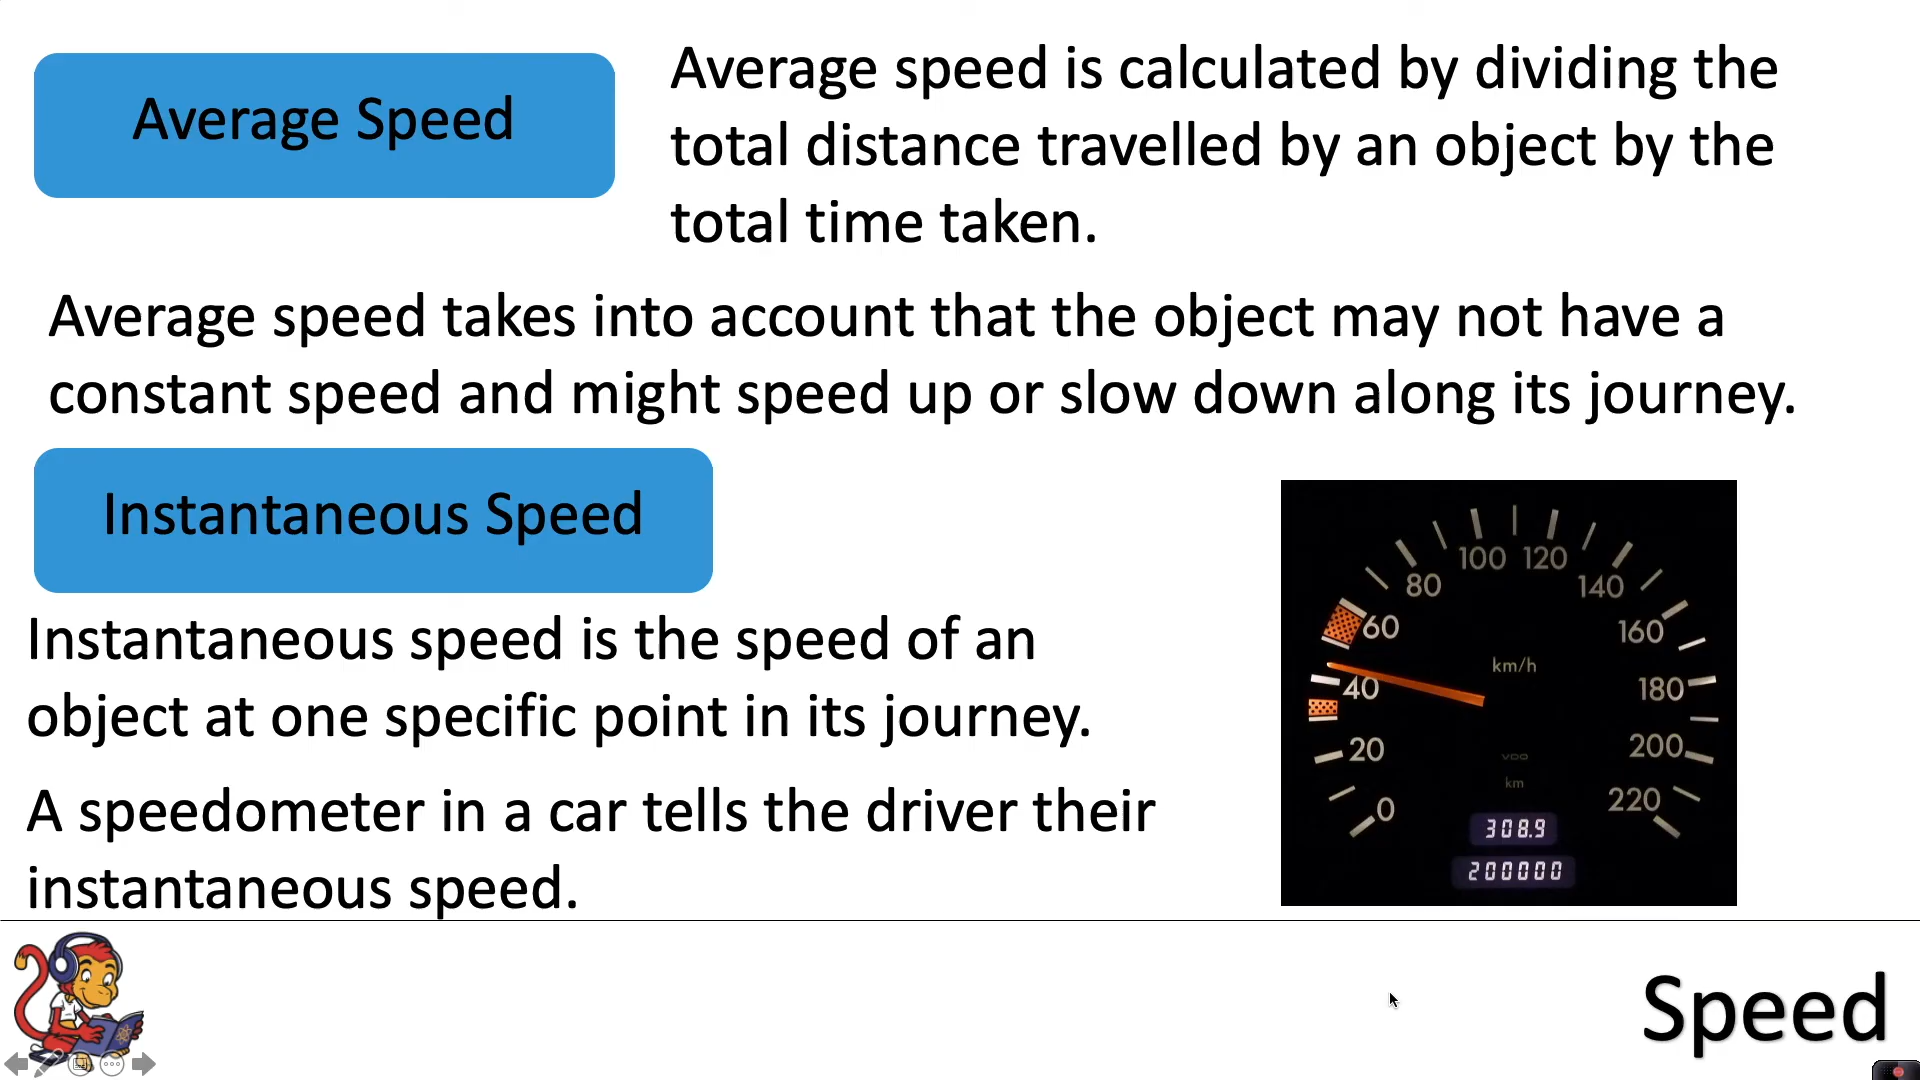 Average Speed
Average speed is calculated by dividing the
total distance travelled by an object by the
total time taken.
Average speed takes into account that the object may not have a
constant speed and might speed up or slow down along its journey.
Instantaneous Speed
Instantaneous speed is the speed of an
object at one specific point in its journey.
A speedometer in a car tells the driver their
instantaneous speed.
0
20
40
60
80
100
120
140
160
180
200
220
km/h
VDO
km
308.9
200000
Speed